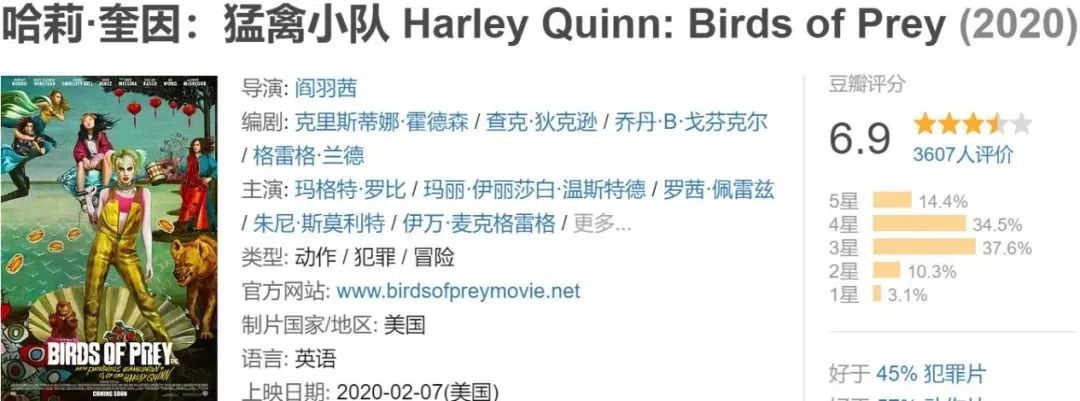 哈莉·奎因：猛禽小队 Harley Quinn: Birds of Prey (2020)
导演: 阎羽茜
编剧: 克里斯蒂娜·霍德森 / 查克·狄克逊 / 乔丹·B·戈芬克尔
/ 格雷格·兰德
主演: 玛格特·罗比 / 玛丽·伊丽莎白·温斯特德 / 罗茜·佩雷兹
/ 朱尼·斯莫利特 / 伊万·麦克格雷格 / 更多...
类型: 动作 / 犯罪 / 冒险
官方网站: www.birdsofpreymovie.net
制片国家/地区: 美国
语言: 英语
上映日期: 2020-02-07(美国)
豆瓣评分
6.9
3607人评价
5星 14.4%
4星 34.5%
3星 37.6%
2星 10.3%
1星 3.1%
好于 45% 犯罪片
BIRDS OF PREY
HARLEY QUINN
COMING SOON